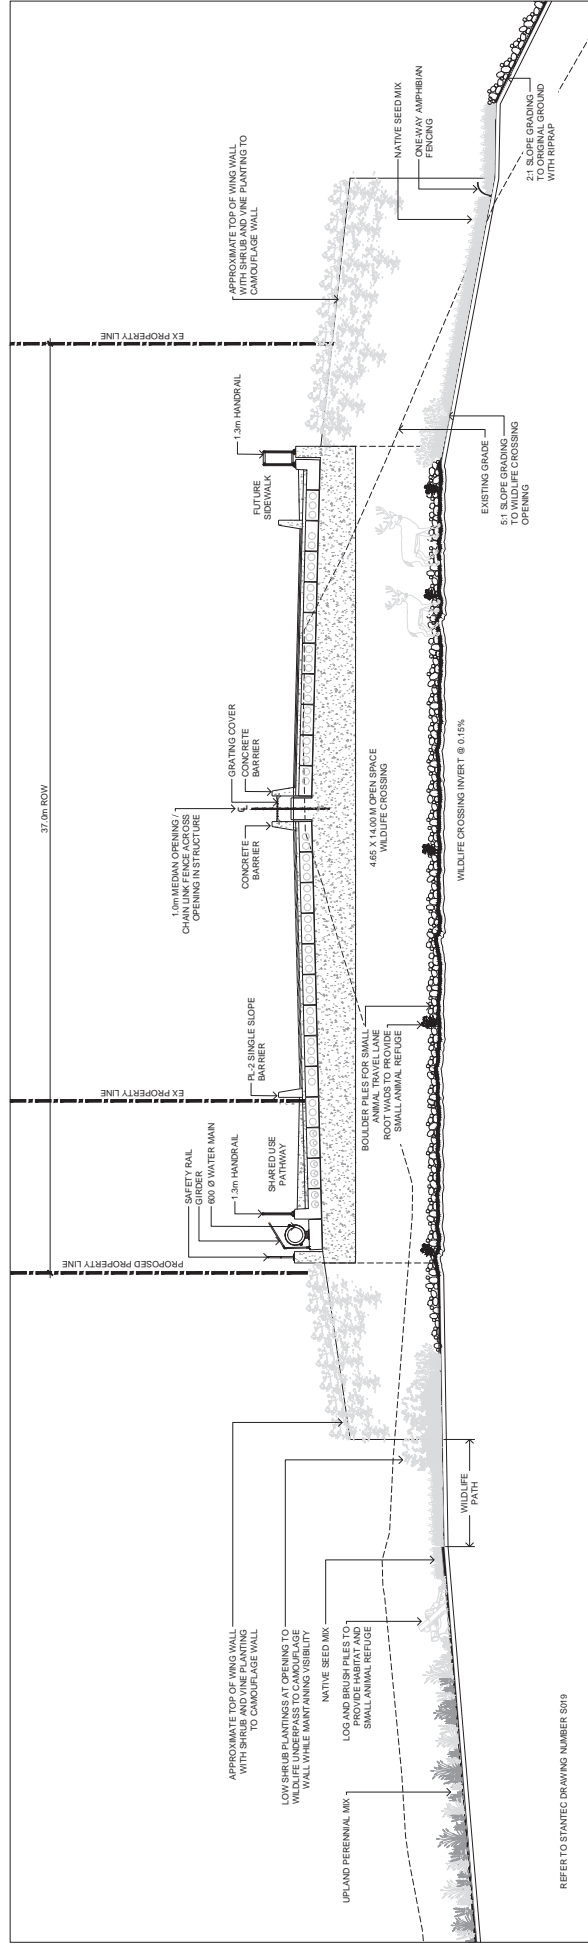 37.0m ROW
PROPOSED PROPERTY LINE
EX PROPERTY LINE
EX PROPERTY LINE
APPROXIMATE TOP OF WING WALL
WITH SHRUB AND VINE PLANTING
TO CAMOUFLAGE WALL
LOW SHRUB PLANTINGS AT OPENING TO
WILDLIFE UNDERPASS TO CAMOUFLAGE
WALL WHILE MAINTAINING VISIBILITY
NATIVE SEED MIX
LOG AND BRUSH PILES TO
PROVIDE HABITAT AND
SMALL ANIMAL REFUGE
UPLAND PERENNIAL MIX
WILDLIFE
PATH
SAFETY RAIL
GIRDER
600 Ø WATER MAIN
1.3m HANDRAIL
SHARED USE
PATHWAY
PL-2 SINGLE SLOPE
BARRIER
BOULDER PILES FOR SMALL
ANIMAL TRAVEL LANE
ROOT WADS TO PROVIDE
SMALL ANIMAL REFUGE
1.0m MEDIAN OPENING /
CHAIN LINK FENCE ACROSS
OPENING IN STRUCTURE
CONCRETE
BARRIER
GRATING COVER
CONCRETE
BARRIER
4.65 X 14.00 M OPEN SPACE
WILDLIFE CROSSING
WILDLIFE CROSSING INVERT @ 0.15%
FUTURE
SIDEWALK
1.3m HANDRAIL
APPROXIMATE TOP OF WING WALL
WITH SHRUB AND VINE PLANTING TO
CAMOUFLAGE WALL
EXISTING GRADE
5:1 SLOPE GRADING
TO WILDLIFE CROSSING
OPENING
NATIVE SEED MIX
ONE-WAY AMPHIBIAN
FENCING
2:1 SLOPE GRADING
TO ORIGINAL GROUND
WITH RIPRAP
REFER TO STANTEC DRAWING NUMBER S019